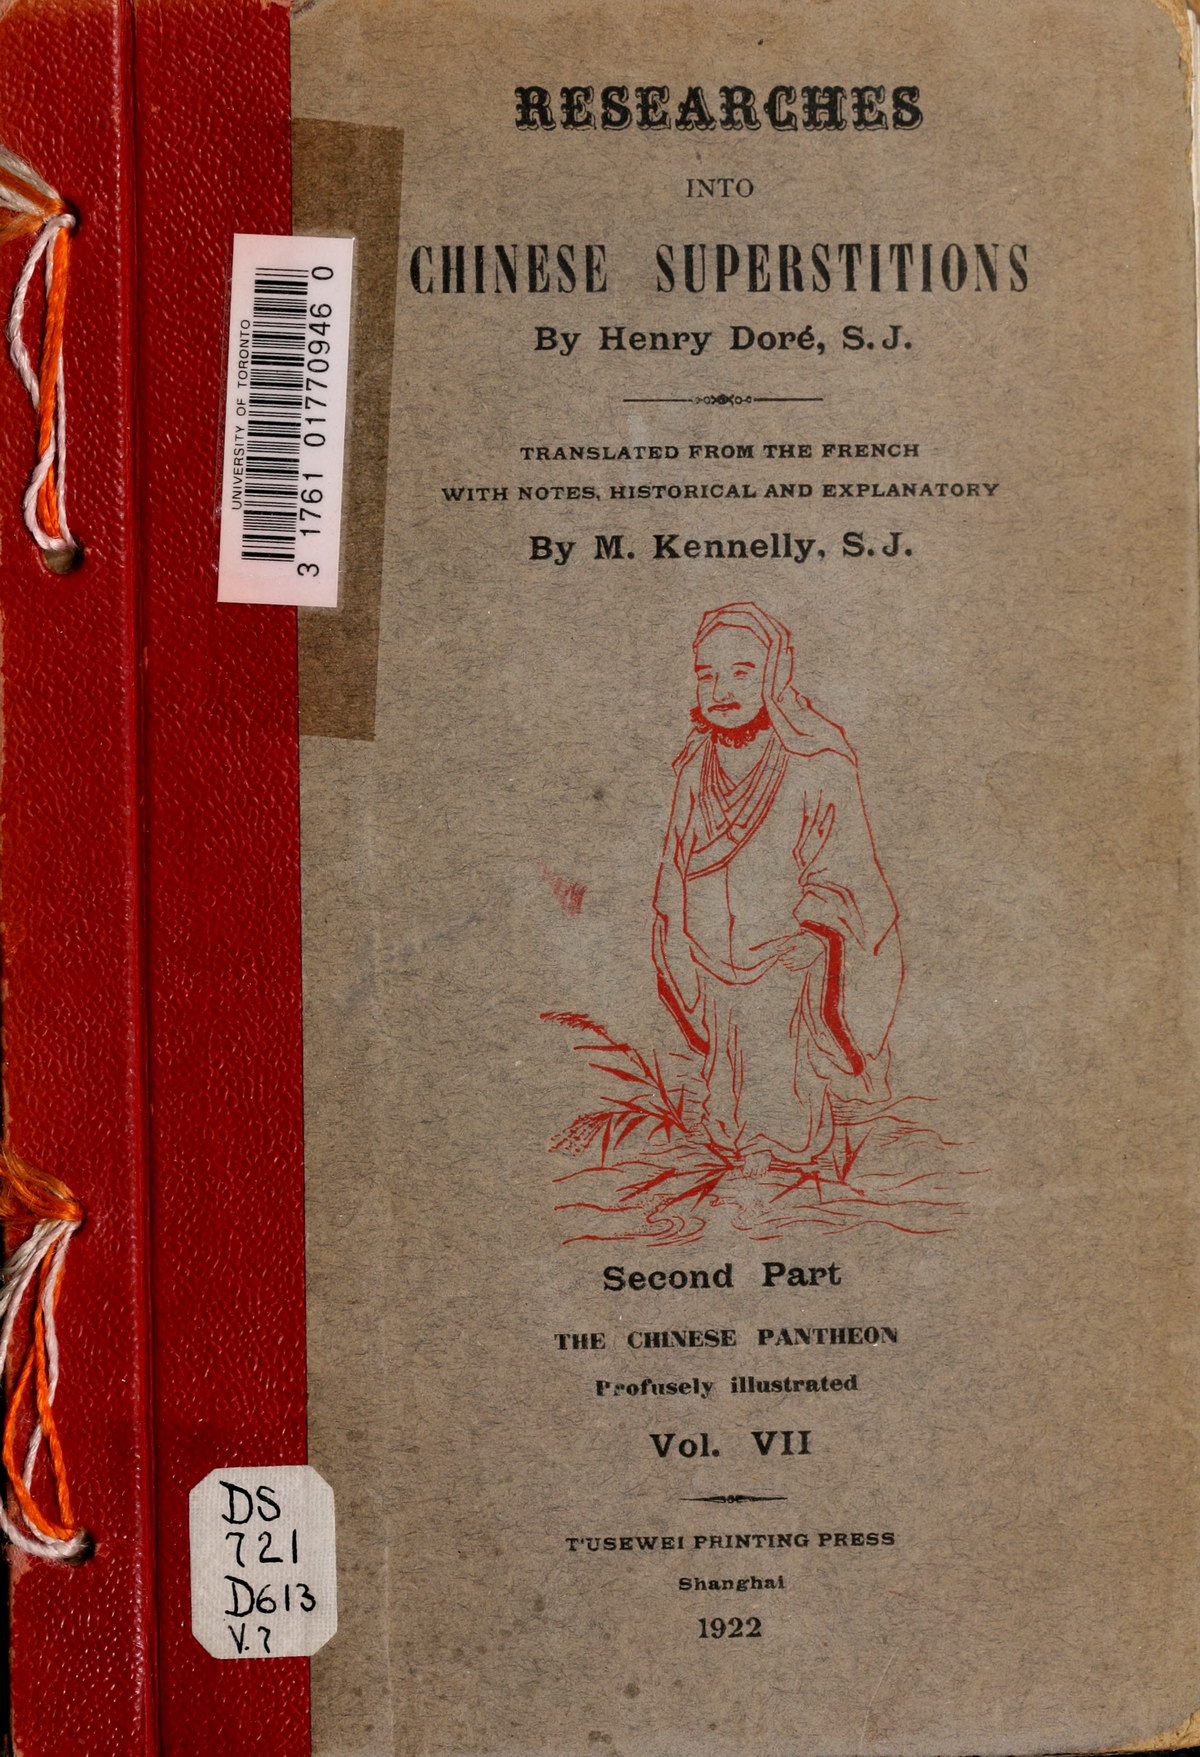 RESEARCHES
INTO
CHINESE SUPERSTITIONS
By Henry Doré, S.J.
TRANSLATED FROM THE FRENCH
WITH NOTES, HISTORICAL AND EXPLANATORY
By M. Kennelly, S.J.
UNIVERSITY OF TORONTO
3 1761 01770946 0
Second Part
THE CHINESE PANTHEON
Profusely illustrated
Vol. VII
T'USEWEI PRINTING PRESS
Shanghai
1922
DS
721
D613
V.7